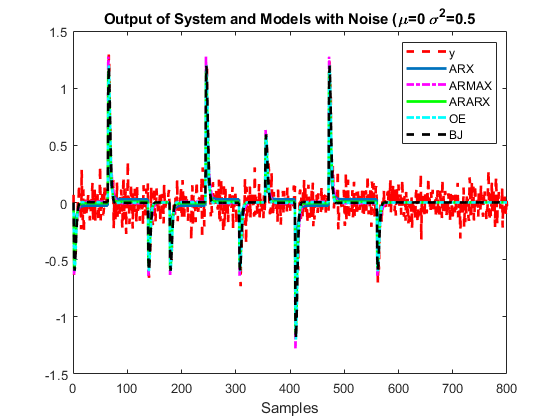 Output of System and Models with Noise (μ=0 σ²=0.5
1.5
1
0.5
0
-0.5
-1
-1.5
0 100 200 300 400 500 600 700 800
Samples
y
ARX
ARMAX
ARARX
OE
BJ